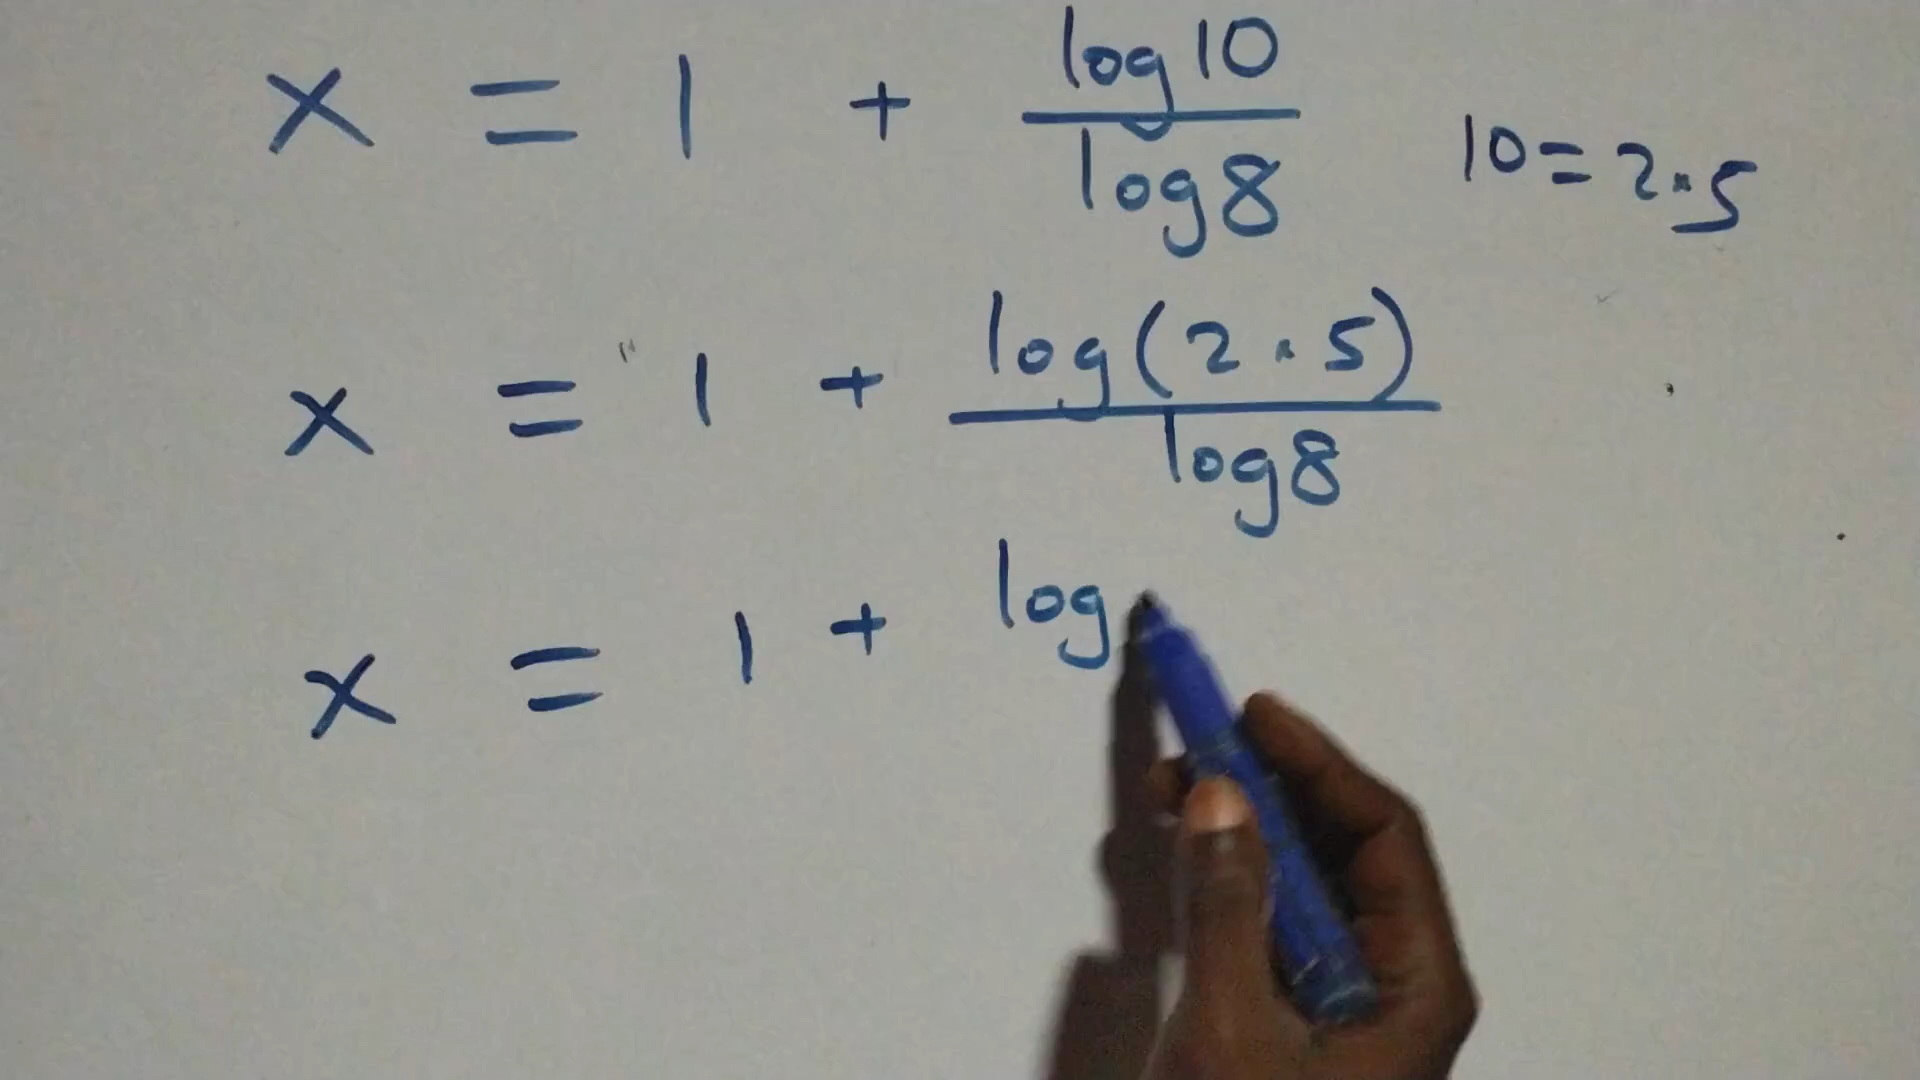 x = 1 + log10 / log8
10 = 2·5
x = 1 + log(2·5) / log8
x = 1 + log